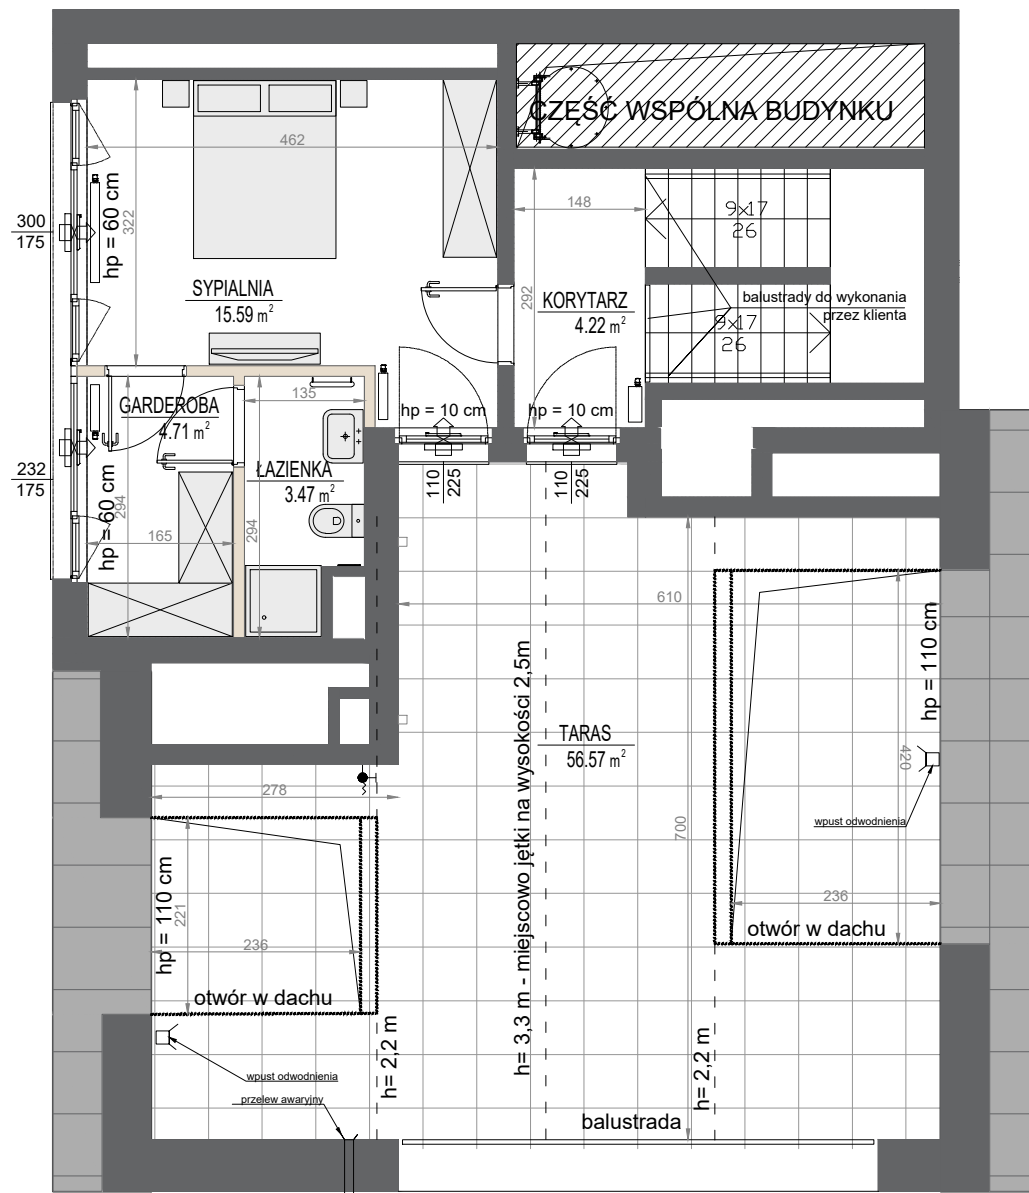 CZĘŚĆ WSPÓLNA BUDYNKU
462
322
hp = 60 cm
300
175
SYPIALNIA
15.59 m²
148
9x17
26
292
KORYTARZ
4.22 m²
balustrady do wykonania
przez klienta
9x17
26
GARDEROBA
4.71 m²
135
hp = 10 cm
hp = 10 cm
ŁAZIENKA
3.47 m²
232
175
hp = 60 cm
294
165
294
110
225
110
225
610
hp = 110 cm
h= 3,3 m - miejscowo jętki na wysokości 2,5m
TARAS
56.57 m²
420
278
700
wpust odwodnienia
hp = 110 cm
221
236
236
otwór w dachu
otwór w dachu
h= 2,2 m
h= 2,2 m
wpust odwodnienia
przelew awaryjny
balustrada